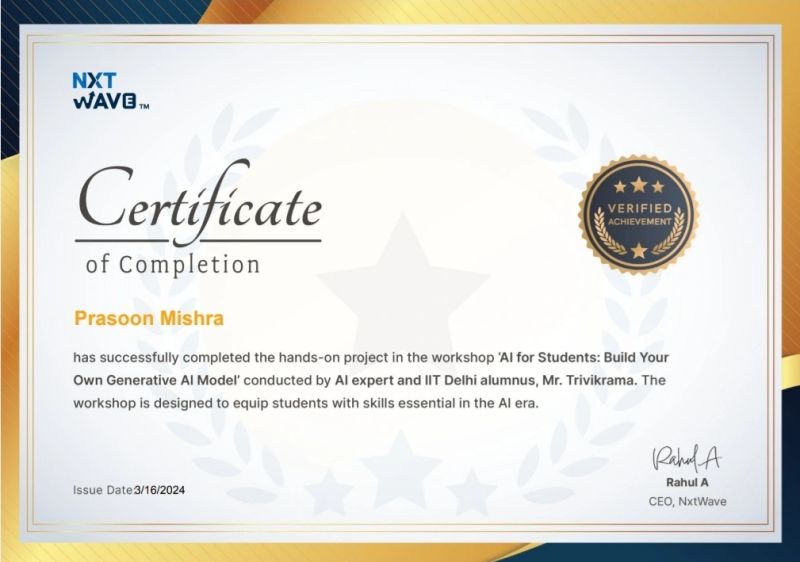 NXT
WAVE™
Certificate
of Completion
VERIFIED
ACHIEVEMENT
Prasoon Mishra
has successfully completed the hands-on project in the workshop 'AI for Students: Build Your
Own Generative AI Model' conducted by AI expert and IIT Delhi alumnus, Mr. Trivikrama. The
workshop is designed to equip students with skills essential in the AI era.
Issue Date:3/16/2024
Rahul A
Rahul A
CEO, NxtWave